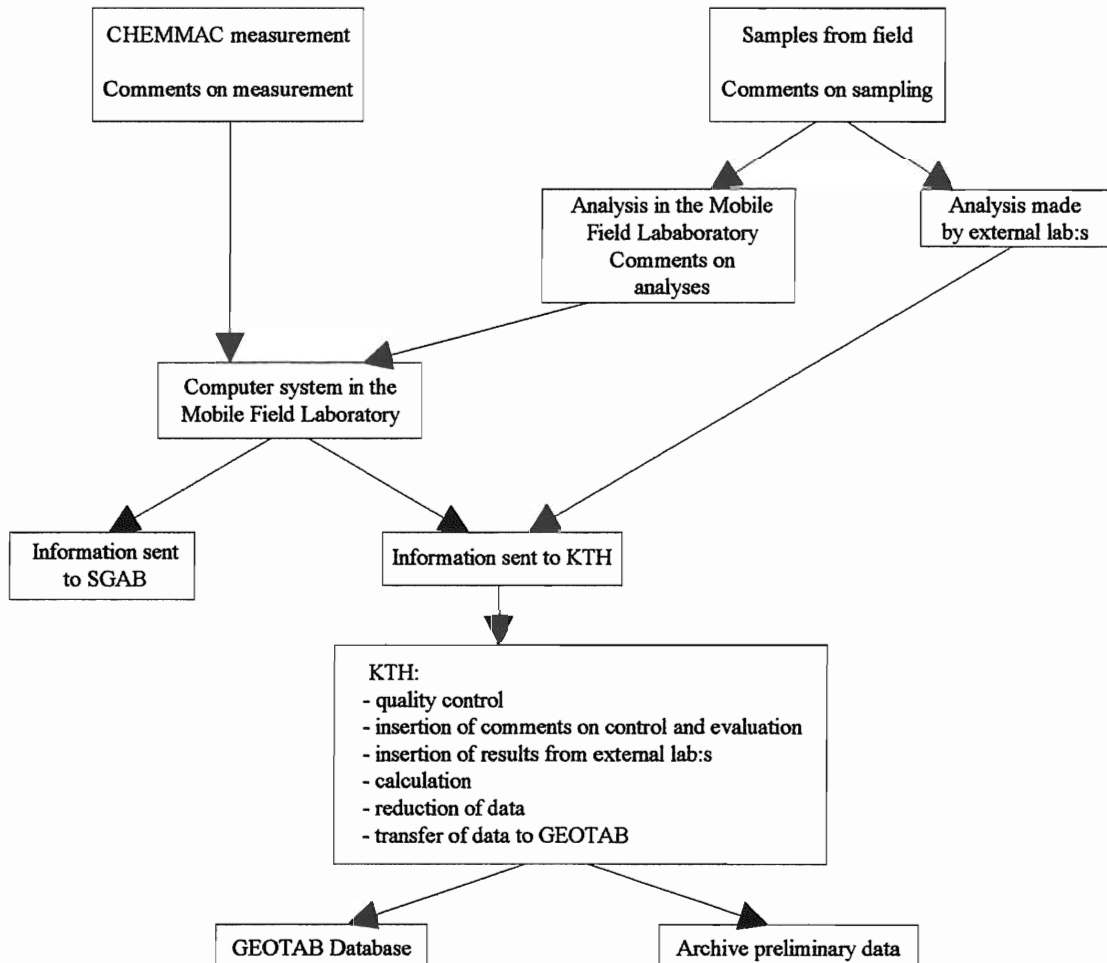 CHEMMAC measurement
Comments on measurement
Samples from field
Comments on sampling
Analysis in the Mobile
Field Lababoratory
Comments on
analyses
Analysis made
by external lab:s
Computer system in the
Mobile Field Laboratory
Information sent
to SGAB
Information sent to KTH
KTH:
- quality control
- insertion of comments on control and evaluation
- insertion of results from external lab:s
- calculation
- reduction of data
- transfer of data to GEOTAB
GEOTAB Database
Archive preliminary data